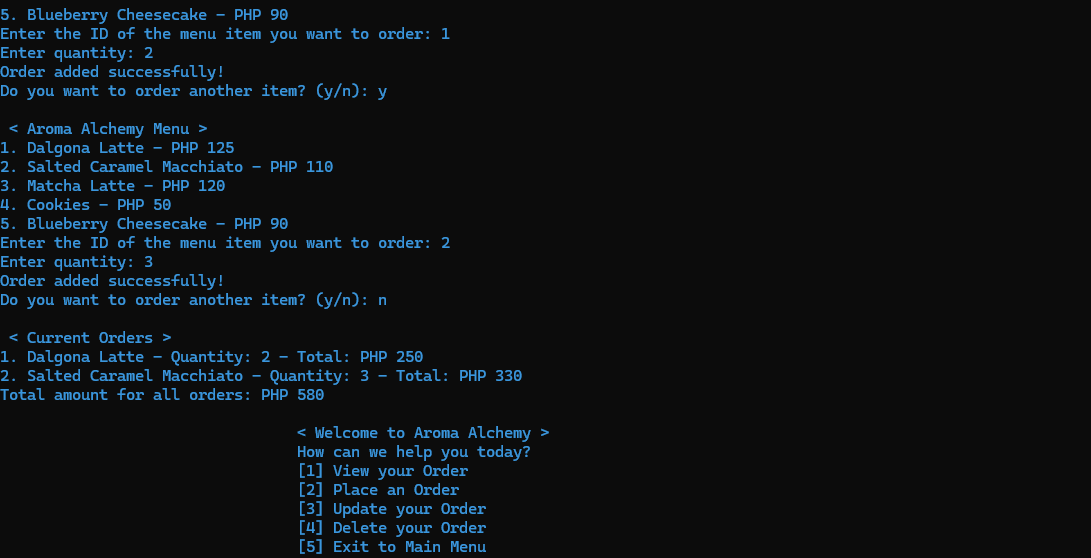 5. Blueberry Cheesecake - PHP 90
Enter the ID of the menu item you want to order: 1
Enter quantity: 2
Order added successfully!
Do you want to order another item? (y/n): y
< Aroma Alchemy Menu >
1. Dalgona Latte - PHP 125
2. Salted Caramel Macchiato - PHP 110
3. Matcha Latte - PHP 120
4. Cookies - PHP 50
5. Blueberry Cheesecake - PHP 90
Enter the ID of the menu item you want to order: 2
Enter quantity: 3
Order added successfully!
Do you want to order another item? (y/n): n
< Current Orders >
1. Dalgona Latte - Quantity: 2 - Total: PHP 250
2. Salted Caramel Macchiato - Quantity: 3 - Total: PHP 330
Total amount for all orders: PHP 580
< Welcome to Aroma Alchemy >
How can we help you today?
[1] View your Order
[2] Place an Order
[3] Update your Order
[4] Delete your Order
[5] Exit to Main Menu